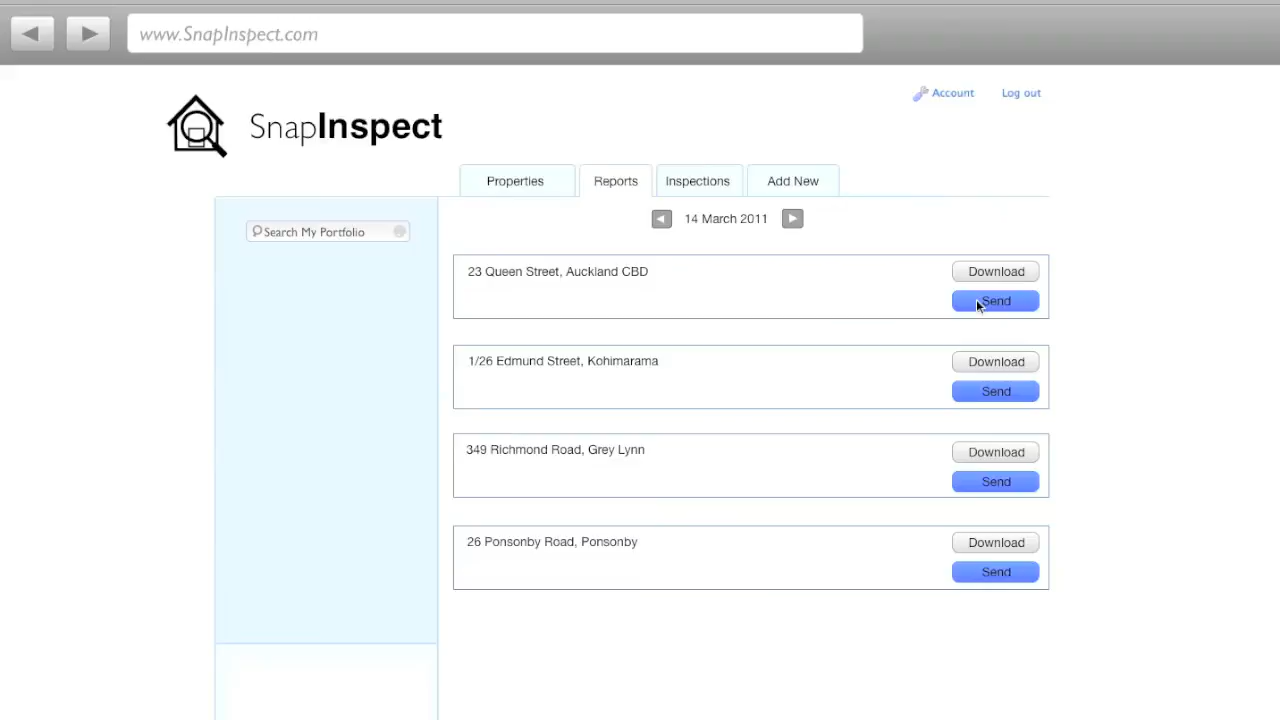 www.SnapInspect.com
Account Log out
SnapInspect
Properties Reports Inspections Add New
14 March 2011
Search My Portfolio
23 Queen Street, Auckland CBD Download
Send
1/26 Edmund Street, Kohimarama Download
Send
349 Richmond Road, Grey Lynn Download
Send
26 Ponsonby Road, Ponsonby Download
Send